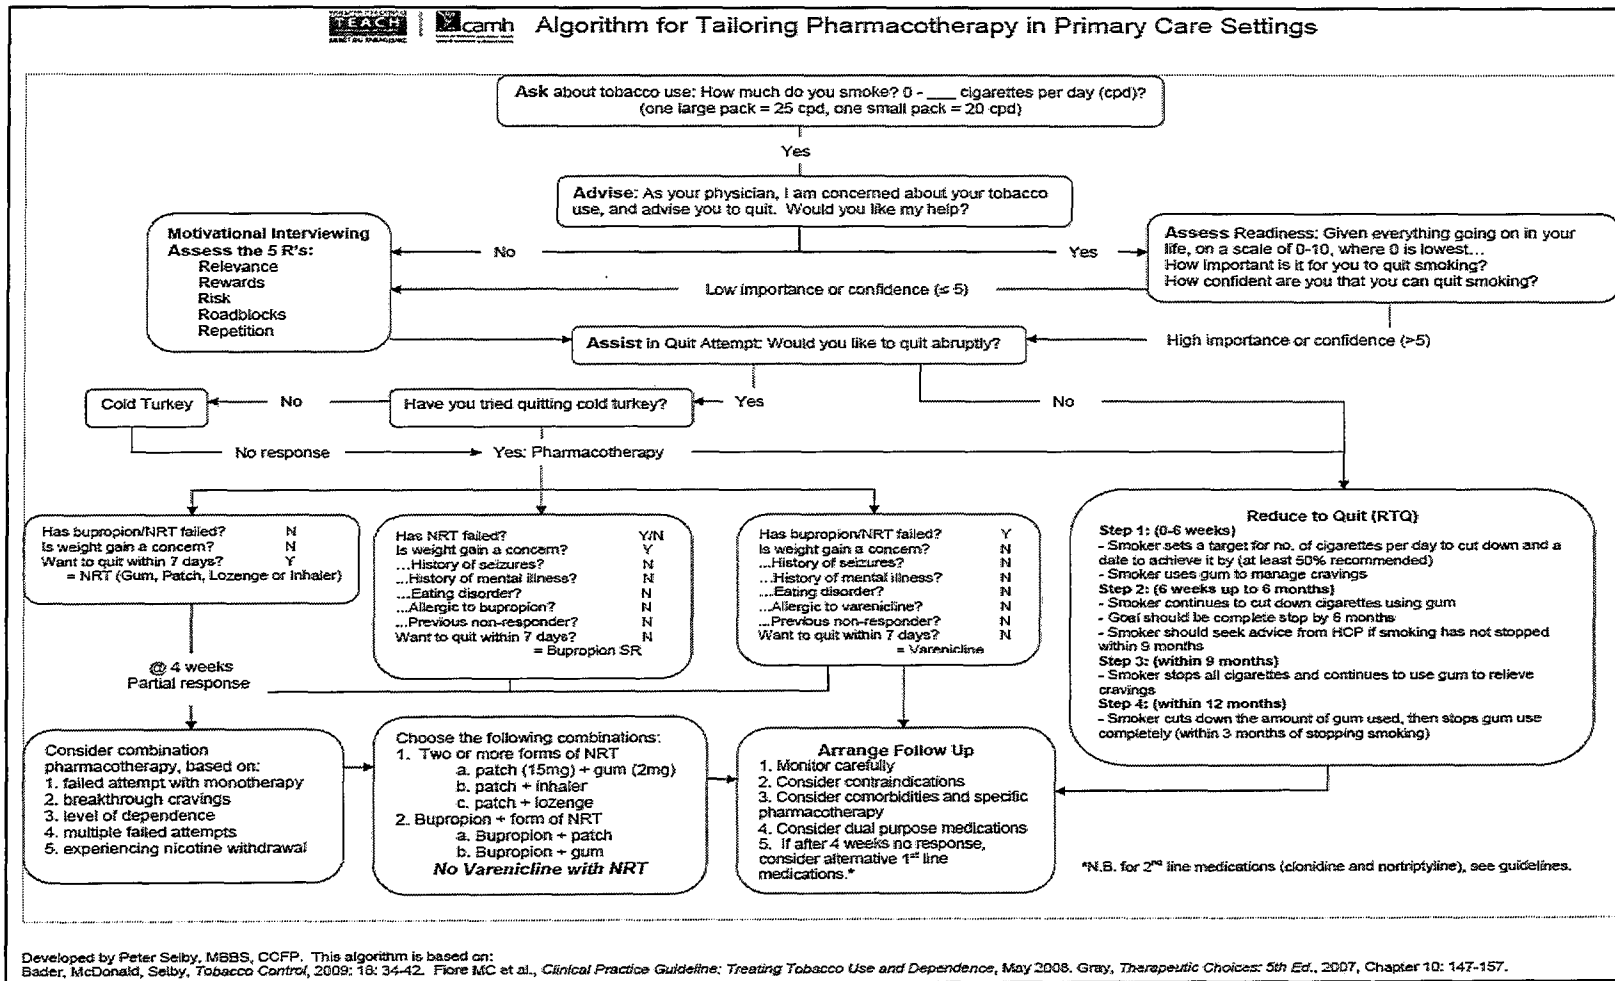 TEACH
camh
Algorithm for Tailoring Pharmacotherapy in Primary Care Settings
Ask about tobacco use: How much do you smoke? 0 - ___ cigarettes per day (cpd)?
(one large pack = 25 cpd, one small pack = 20 cpd)
Yes
Advise: As your physician, I am concerned about your tobacco
use, and advise you to quit. Would you like my help?
Motivational Interviewing
Assess the 5 R's:
Relevance
Rewards
Risk
Roadblocks
Repetition
No
Yes
Assess Readiness: Given everything going on in your
life, on a scale of 0-10, where 0 is lowest...
How important is it for you to quit smoking?
How confident are you that you can quit smoking?
Low importance or confidence (≤ 5)
High importance or confidence (>5)
Assist in Quit Attempt: Would you like to quit abruptly?
Cold Turkey
No
Have you tried quitting cold turkey?
Yes
No
No response
Yes: Pharmacotherapy
Has bupropion/NRT failed? N
Is weight gain a concern? N
Want to quit within 7 days? Y
= NRT (Gum, Patch, Lozenge or Inhaler)
Has NRT failed? Y/N
Is weight gain a concern? Y
...History of seizures? N
...History of mental illness? N
...Eating disorder? N
...Allergic to bupropion? N
...Previous non-responder? N
Want to quit within 7 days? N
= Bupropion SR
Has bupropion/NRT failed? Y
Is weight gain a concern? N
...History of seizures? N
...History of mental illness? N
...Eating disorder? N
...Allergic to varenicline? N
...Previous non-responder? N
Want to quit within 7 days? N
= Varenicline
Reduce to Quit (RTQ)
Step 1: (0-6 weeks)
- Smoker sets a target for no. of cigarettes per day to cut down and a
date to achieve it by (at least 50% recommended)
- Smoker uses gum to manage cravings
Step 2: (6 weeks up to 6 months)
- Smoker continues to cut down cigarettes using gum
- Goal should be complete stop by 6 months
- Smoker should seek advice from HCP if smoking has not stopped
within 9 months
Step 3: (within 9 months)
- Smoker stops all cigarettes and continues to use gum to relieve
cravings
Step 4: (within 12 months)
- Smoker cuts down the amount of gum used, then stops gum use
completely (within 3 months of stopping smoking)
@ 4 weeks
Partial response
Consider combination
pharmacotherapy, based on:
1. failed attempt with monotherapy
2. breakthrough cravings
3. level of dependence
4. multiple failed attempts
5. experiencing nicotine withdrawal
Choose the following combinations:
1. Two or more forms of NRT
a. patch (15mg) + gum (2mg)
b. patch + inhaler
c. patch + lozenge
2. Bupropion + form of NRT
a. Bupropion + patch
b. Bupropion + gum
No Varenicline with NRT
Arrange Follow Up
1. Monitor carefully
2. Consider contraindications
3. Consider comorbidities and specific
pharmacotherapy
4. Consider dual purpose medications
5. If after 4 weeks no response,
consider alternative 1st line
medications.*
*N.B. for 2nd line medications (clonidine and nortriptyline), see guidelines.
Developed by Peter Selby, MBBS, CCFP. This algorithm is based on:
Bader, McDonald, Selby, Tobacco Control, 2009: 18: 34-42. Fiore MC et al., Clinical Practice Guideline: Treating Tobacco Use and Dependence, May 2008. Gray, Therapeutic Choices: 5th Ed., 2007, Chapter 10: 147-157.